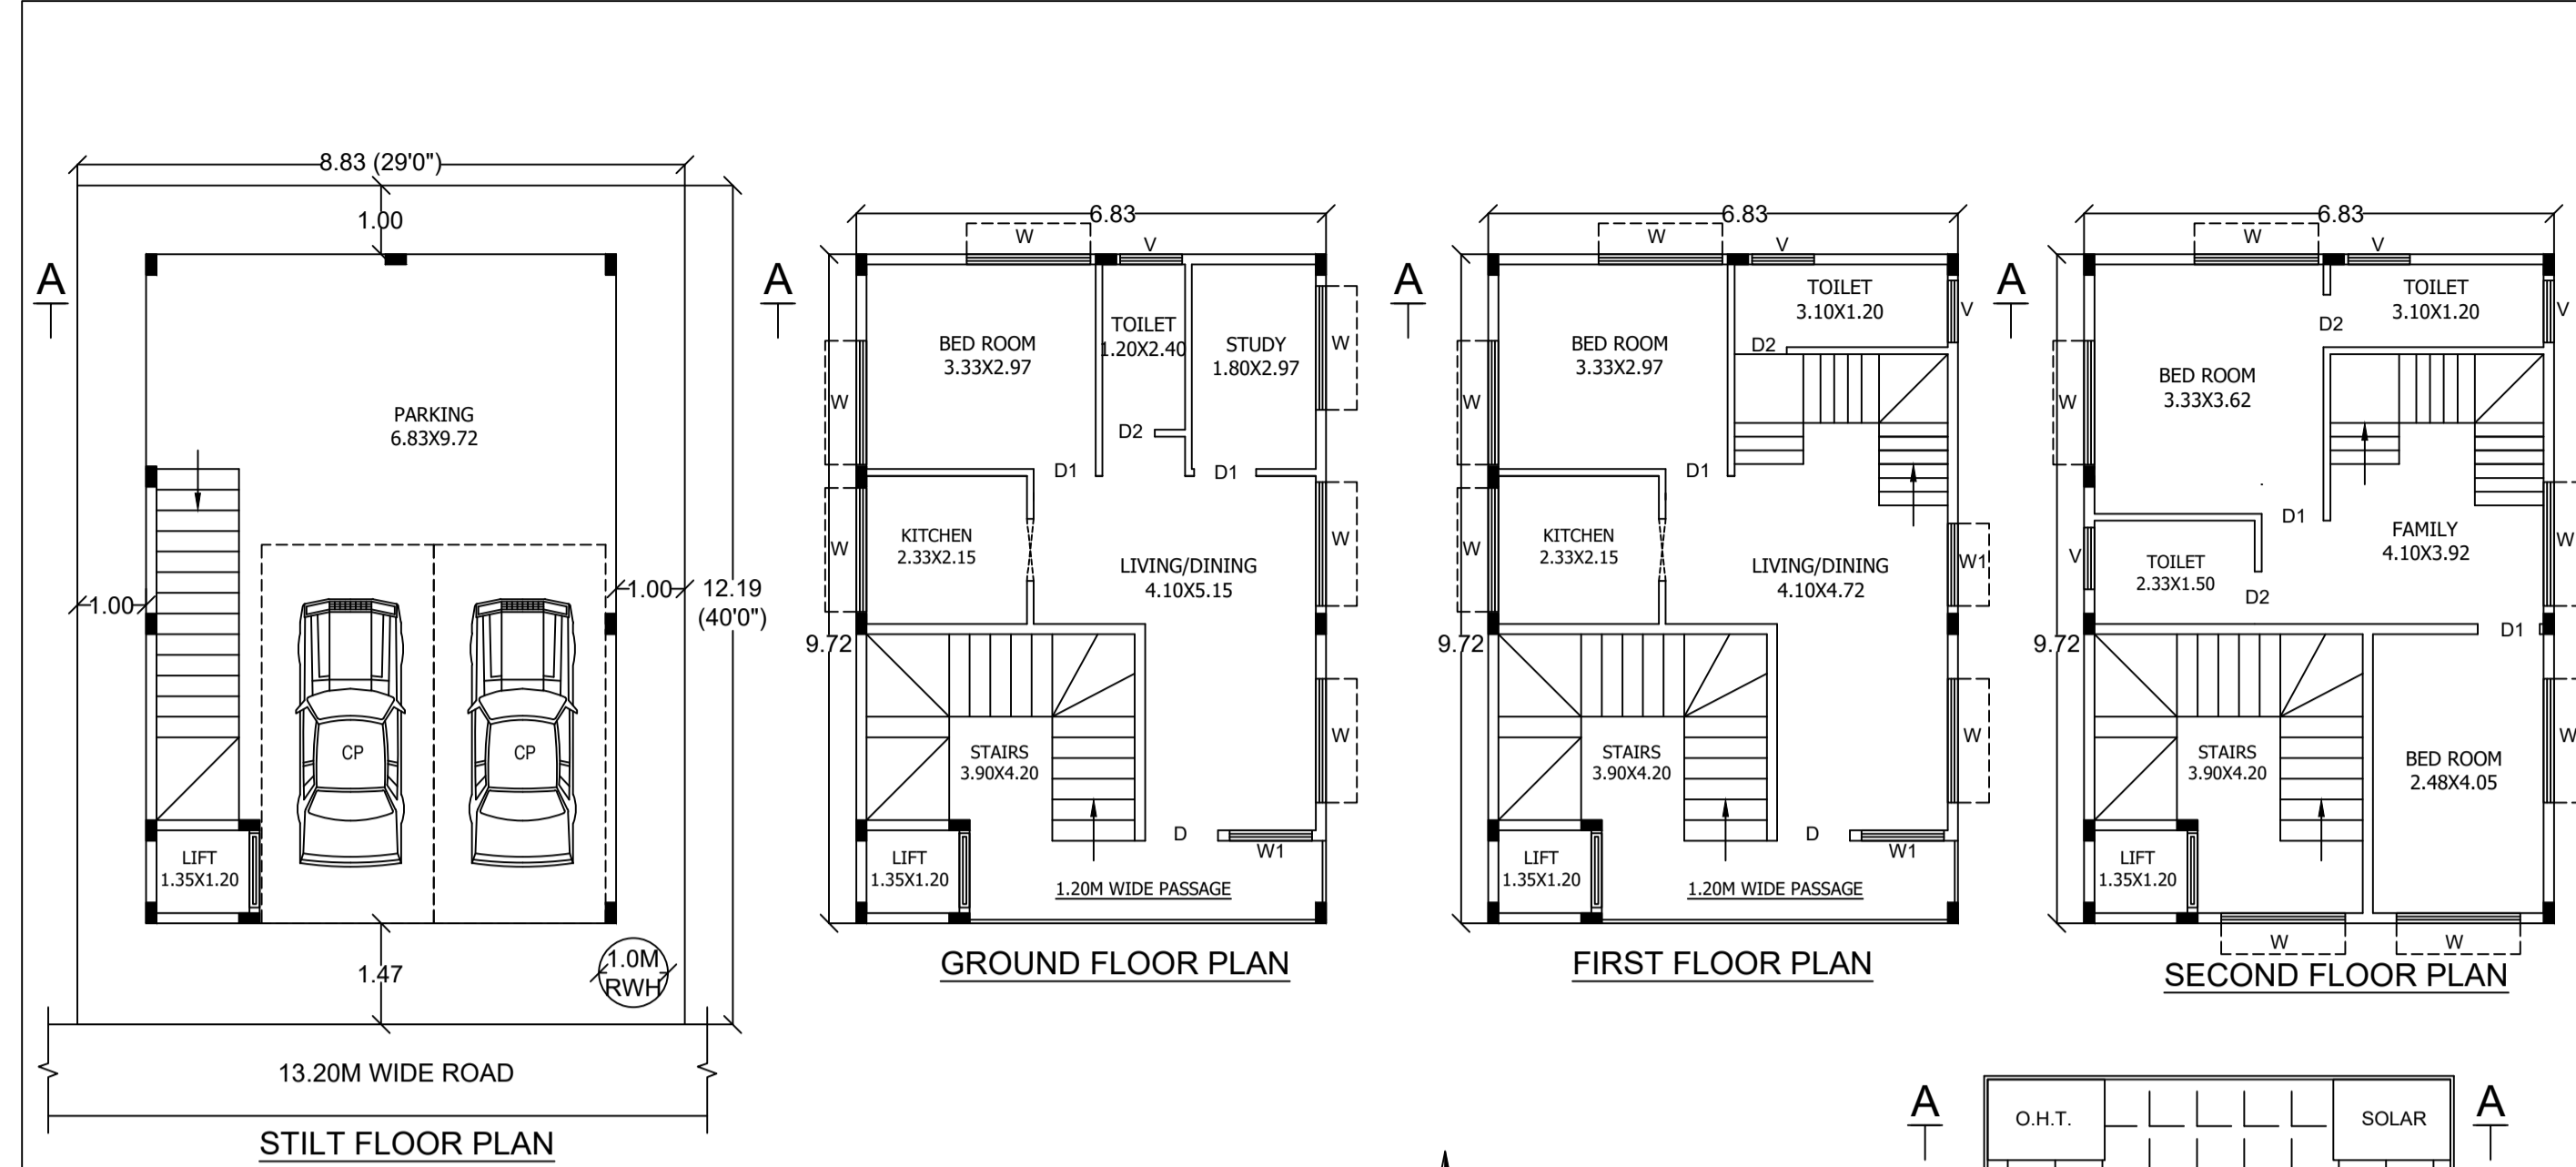 8.83 (29'0")
1.00
A
PARKING
6.83X9.72
1.00
1.00
12.19
(40'0")
CP
CP
LIFT
1.35X1.20
1.47
1.0M
RWH
13.20M WIDE ROAD
STILT FLOOR PLAN
A
6.83
W
V
BED ROOM
3.33X2.97
TOILET
1.20X2.40
STUDY
1.80X2.97
W
W
D2
D1
D1
W
KITCHEN
2.33X2.15
LIVING/DINING
4.10X5.15
W
9.72
STAIRS
3.90X4.20
W
D
W1
LIFT
1.35X1.20
1.20M WIDE PASSAGE
GROUND FLOOR PLAN
A
6.83
W
V
TOILET
3.10X1.20
V
BED ROOM
3.33X2.97
D2
W
D1
W
KITCHEN
2.33X2.15
LIVING/DINING
4.10X4.72
W1
9.72
STAIRS
3.90X4.20
W
D
W1
LIFT
1.35X1.20
1.20M WIDE PASSAGE
FIRST FLOOR PLAN
A
6.83
W
V
TOILET
3.10X1.20
V
D2
BED ROOM
3.33X3.62
W
D1
FAMILY
4.10X3.92
W
V
TOILET
2.33X1.50
D2
D1
9.72
STAIRS
3.90X4.20
BED ROOM
2.48X4.05
W
LIFT
1.35X1.20
W
W
SECOND FLOOR PLAN
A
O.H.T.
SOLAR
A